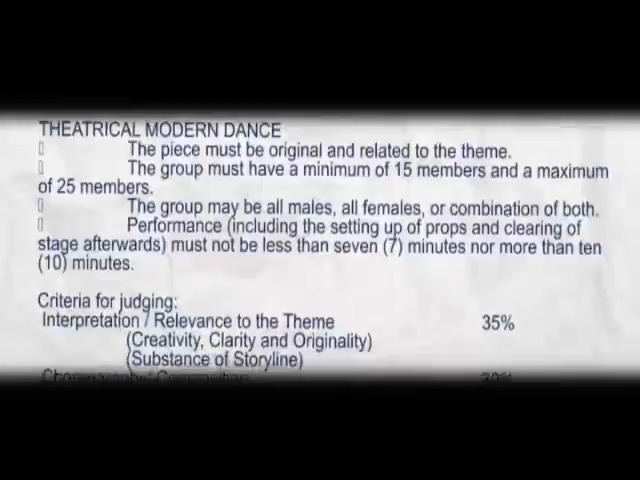 THEATRICAL MODERN DANCE
The piece must be original and related to the theme.
The group must have a minimum of 15 members and a maximum
of 25 members.
The group may be all males, all females, or combination of both.
Performance (including the setting up of props and clearing of
stage afterwards) must not be less than seven (7) minutes nor more than ten
(10) minutes.
Criteria for judging:
Interpretation / Relevance to the Theme 35%
(Creativity, Clarity and Originality)
(Substance of Storyline)